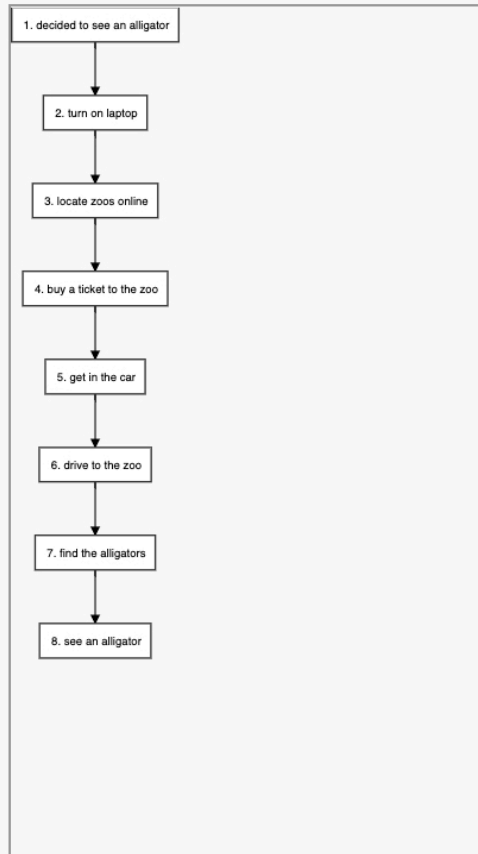 1. decided to see an alligator
2. turn on laptop
3. locate zoos online
4. buy a ticket to the zoo
5. get in the car
6. drive to the zoo
7. find the alligators
8. see an alligator